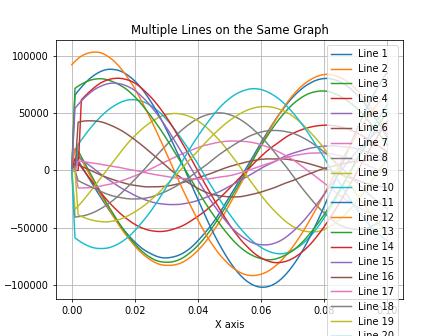 Multiple Lines on the Same Graph
100000
50000
0
−50000
−100000
0.00
0.02
0.04
0.06
X axis
Line 1
Line 2
Line 3
Line 4
Line 5
Line 6
Line 7
Line 8
Line 9
Line 10
Line 11
Line 12
Line 13
Line 14
Line 15
Line 16
Line 17
Line 18
Line 19
Line 20